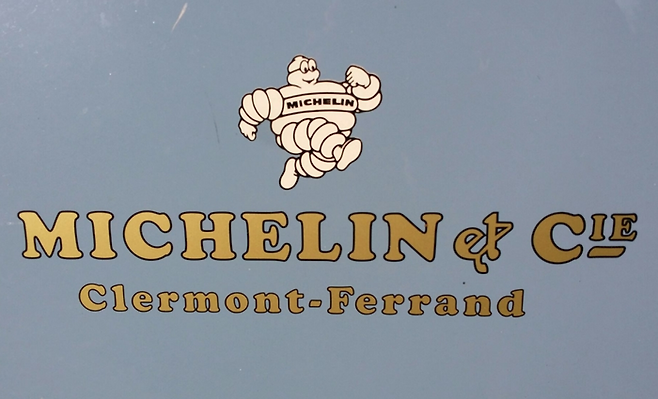 MICHELIN
MICHELIN et CIE
Clermont-Ferrand